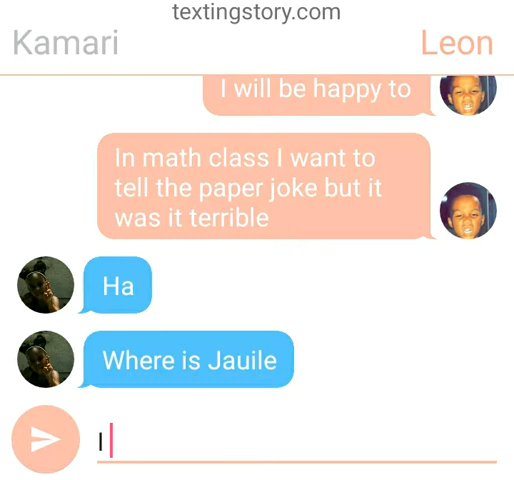 textingstory.com
Kamari
Leon
I will be happy to
In math class I want to
tell the paper joke but it
was it terrible
Ha
Where is Jauile
I